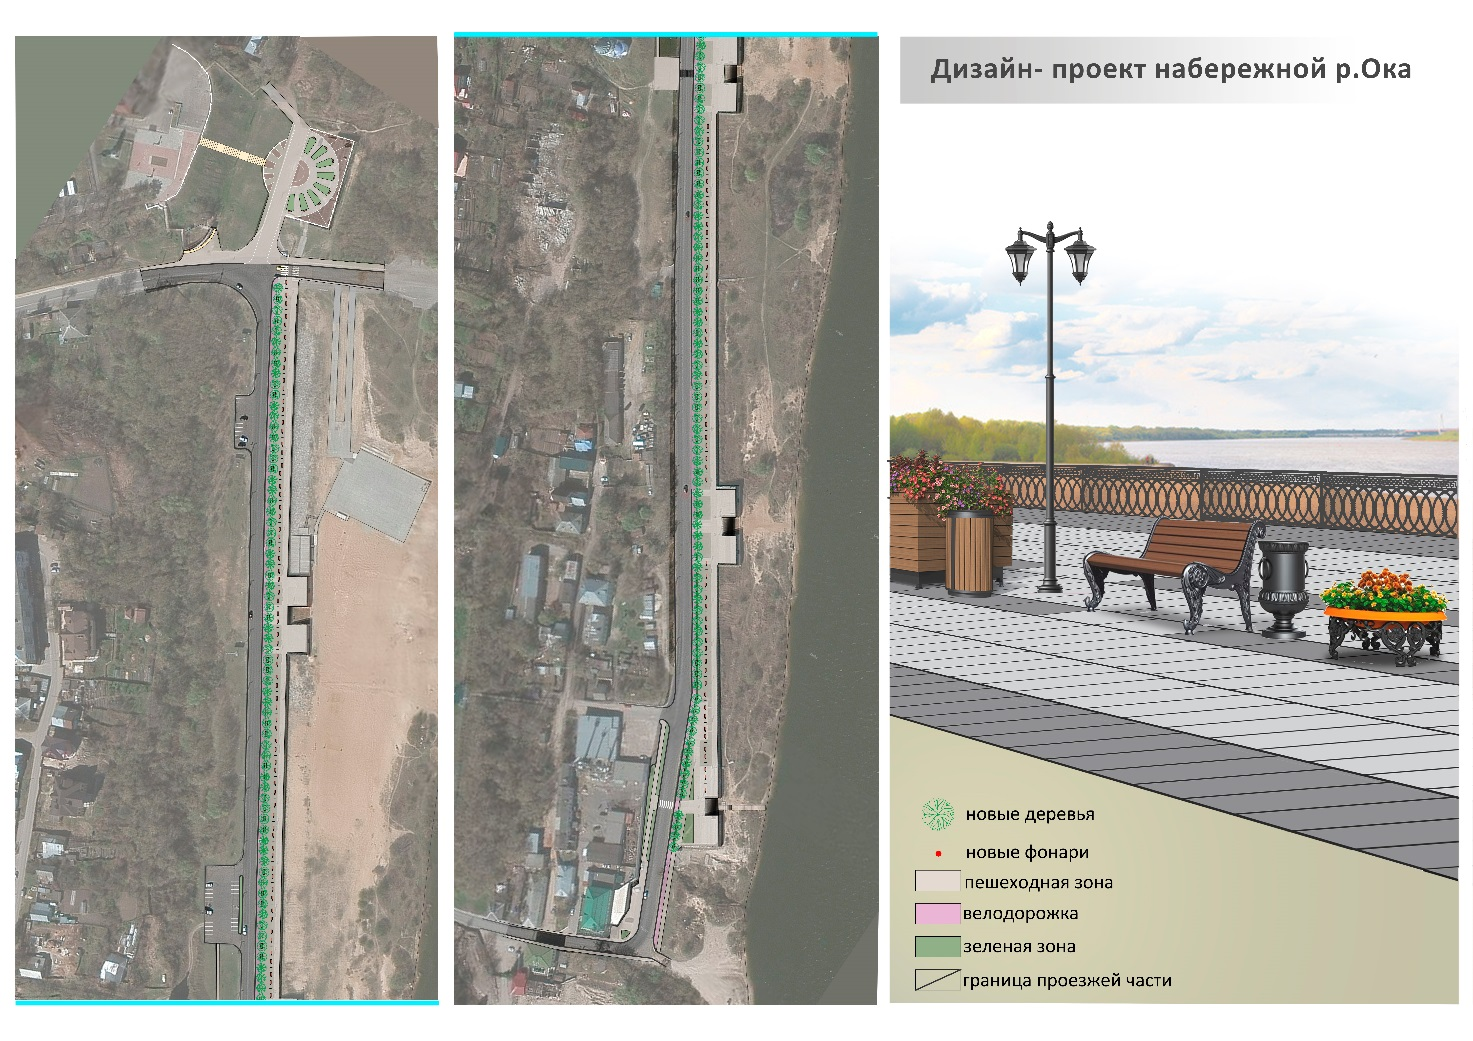 Дизайн- проект набережной р.Ока
новые деревья
новые фонари
пешеходная зона
велодорожка
зеленая зона
граница проезжей части